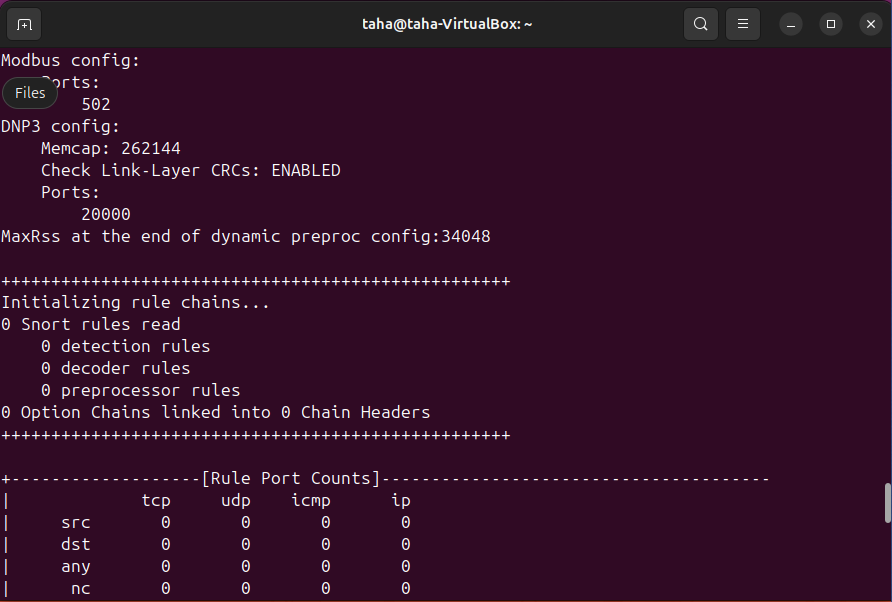 taha@taha-VirtualBox: ~
Modbus config:
Ports:
Files
502
DNP3 config:
Memcap: 262144
Check Link-Layer CRCs: ENABLED
Ports:
20000
MaxRss at the end of dynamic preproc config:34048
+++++++++++++++++++++++++++++++++++++++++++++++++++
Initializing rule chains...
0 Snort rules read
0 detection rules
0 decoder rules
0 preprocessor rules
0 Option Chains linked into 0 Chain Headers
+++++++++++++++++++++++++++++++++++++++++++++++++++
+-------------------[Rule Port Counts]---------------------------------------
| tcp udp icmp ip
| src 0 0 0 0
| dst 0 0 0 0
| any 0 0 0 0
| nc 0 0 0 0